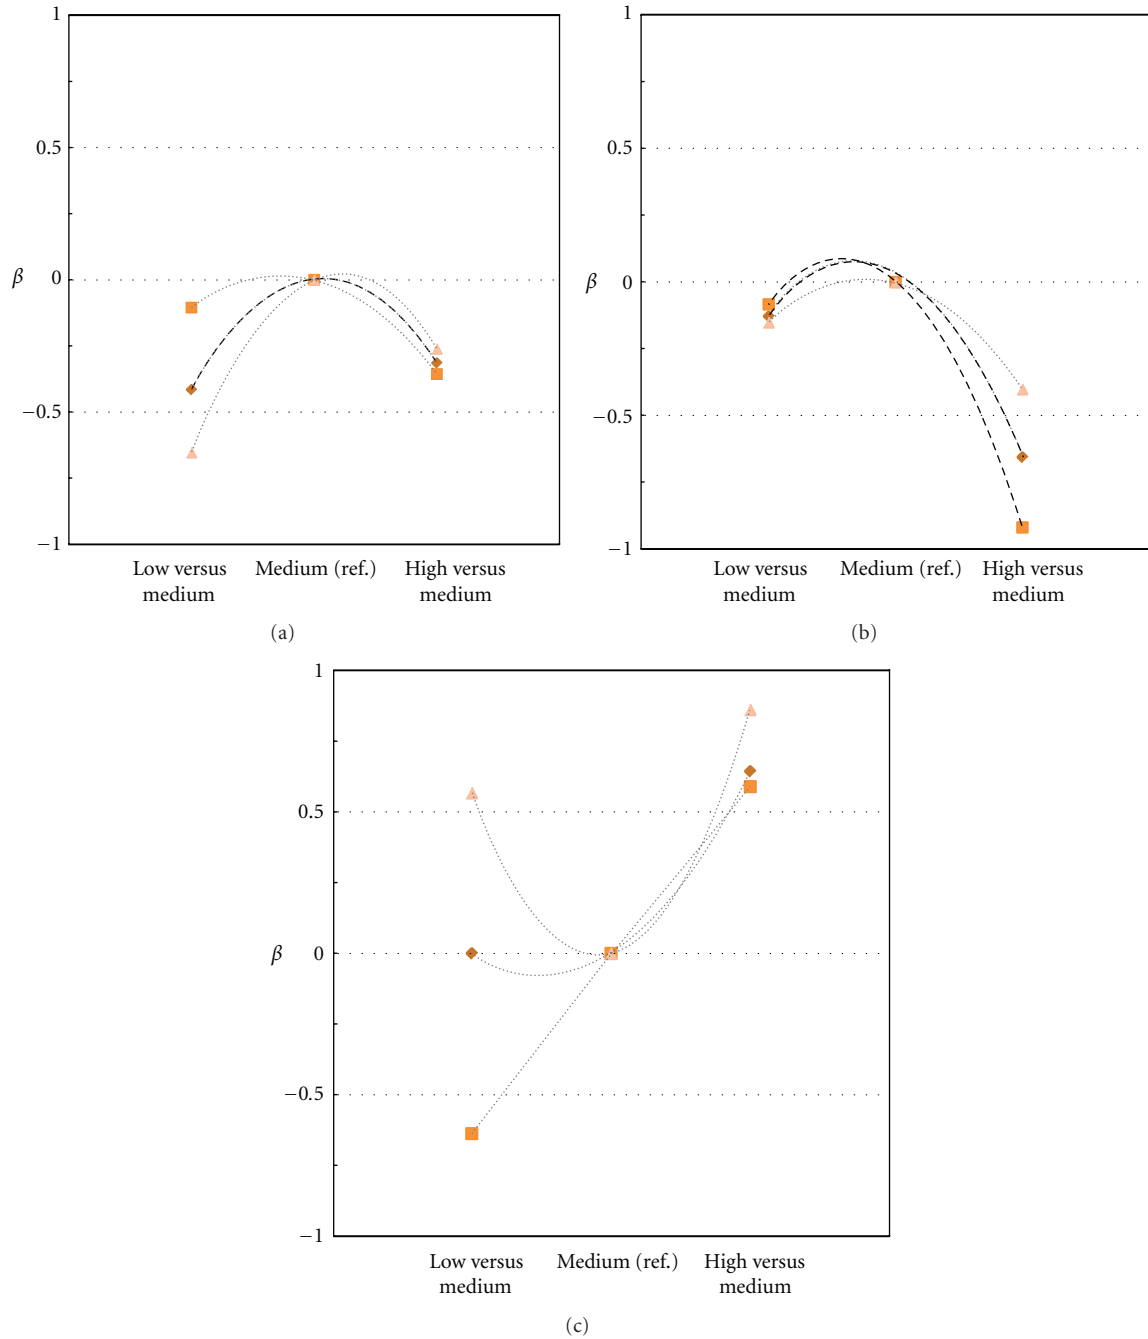 1
0.5
β
0
−0.5
−1
Low versus
medium
Medium (ref.)
High versus
medium
(a)
1
0.5
β
0
−0.5
−1
Low versus
medium
Medium (ref.)
High versus
medium
(b)
1
0.5
β
0
−0.5
−1
Low versus
medium
Medium (ref.)
High versus
medium
(c)